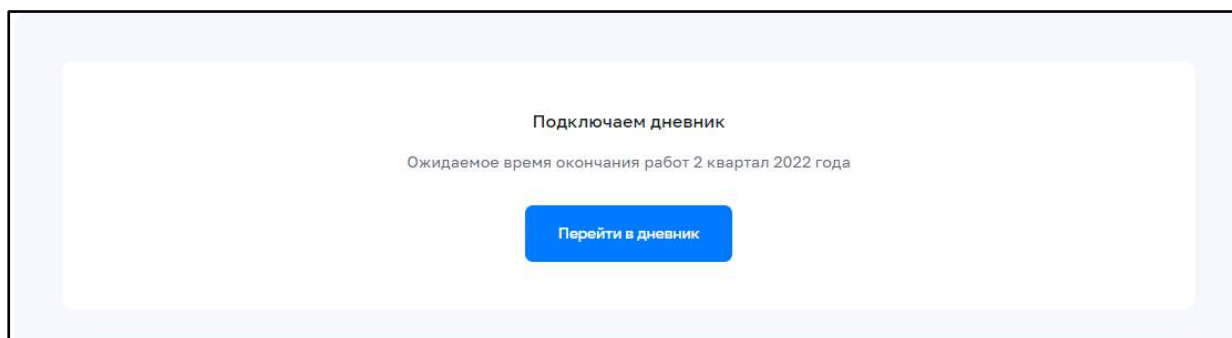 Подключаем дневник
Ожидаемое время окончания работ 2 квартал 2022 года
Перейти в дневник